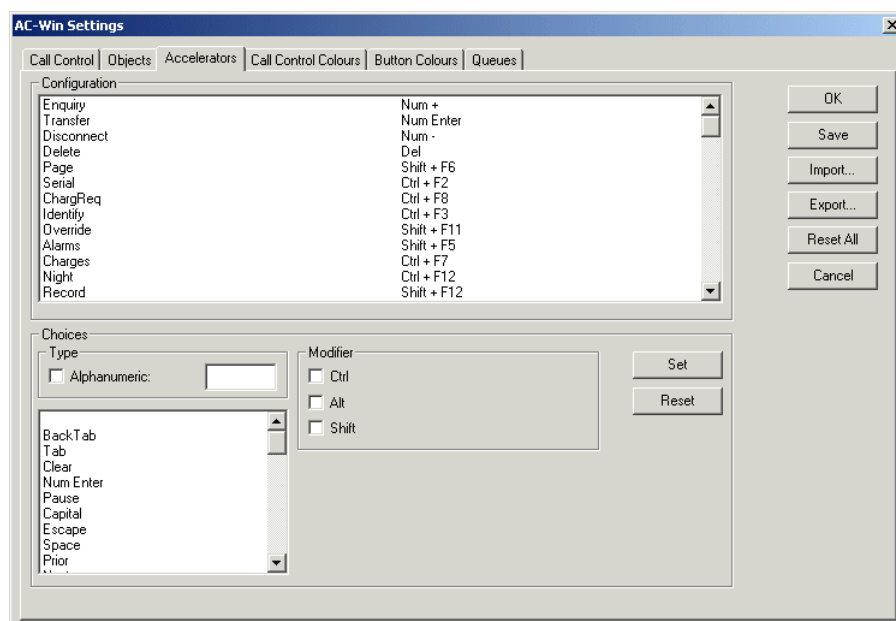 AC-Win Settings
Call Control Objects Accelerators Call Control Colours Button Colours Queues
Configuration
Enquiry Num +
Transfer Num Enter
Disconnect Num -
Delete Del
Page Shift + F6
Serial Ctrl + F2
ChargReq Ctrl + F8
Identify Ctrl + F3
Override Shift + F11
Alarms Shift + F5
Charges Ctrl + F7
Night Ctrl + F12
Record Shift + F12
OK
Save
Import...
Export...
Reset All
Cancel
Choices
Type
Alphanumeric:
BackTab
Tab
Clear
Num Enter
Pause
Capital
Escape
Space
Prior
Modifier
Ctrl
Alt
Shift
Set
Reset